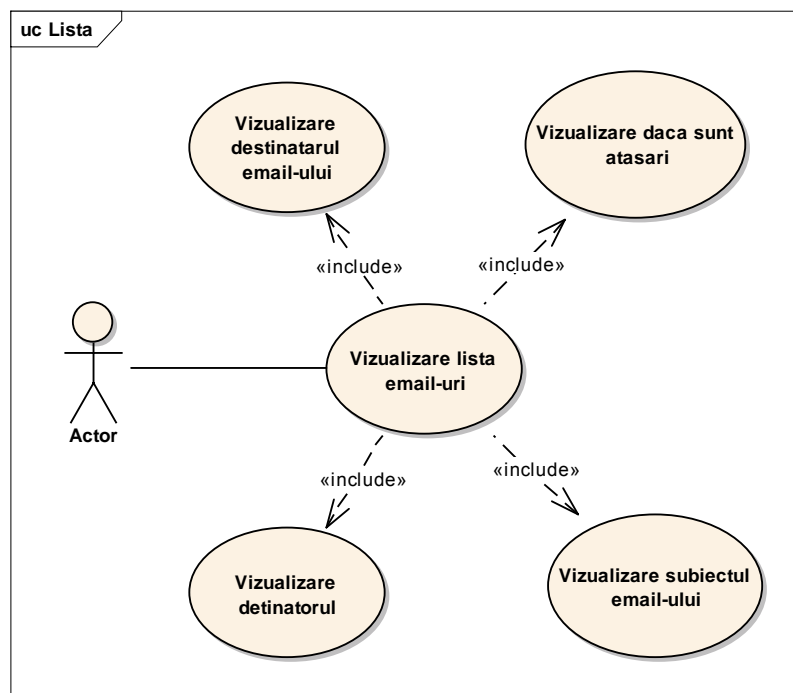 uc Lista
Vizualizare
destinatarul
email-ului
Vizualizare daca sunt
atasari
«include»
«include»
Vizualizare lista
email-uri
Actor
«include»
«include»
Vizualizare
detinatorul
Vizualizare subiectul
email-ului